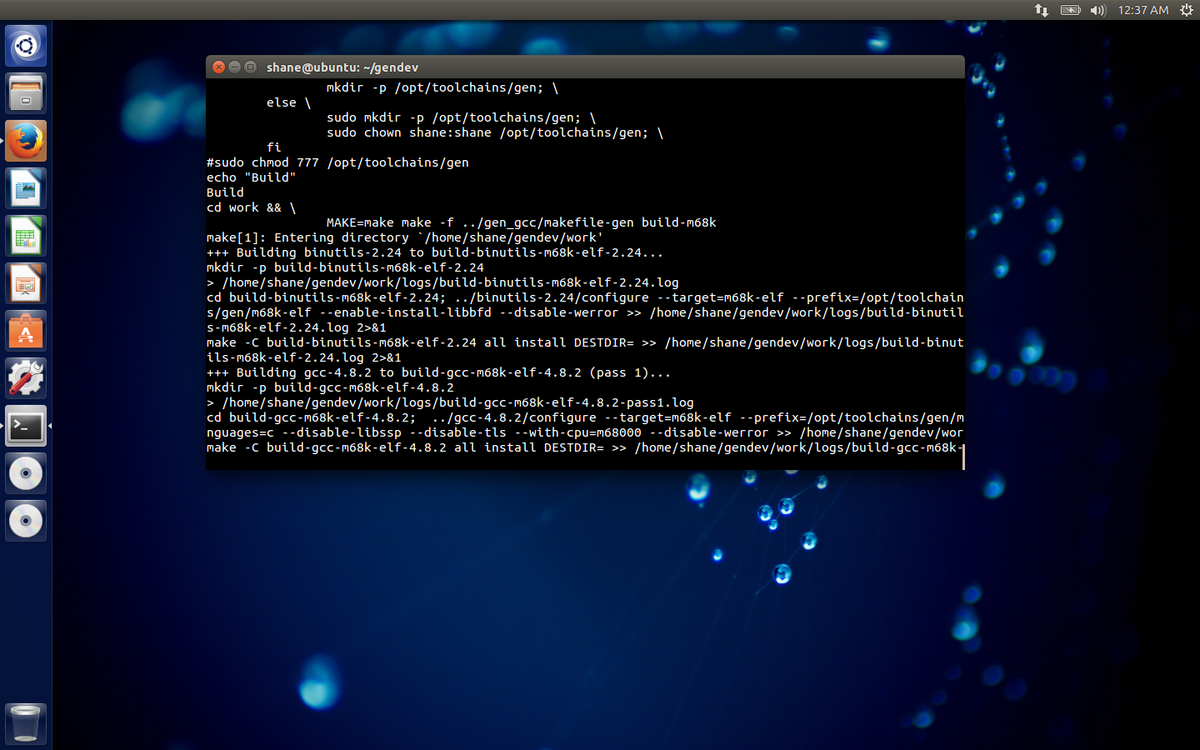 12:37 AM
shane@ubuntu: ~/gendev
mkdir -p /opt/toolchains/gen; \
else \
sudo mkdir -p /opt/toolchains/gen; \
sudo chown shane:shane /opt/toolchains/gen; \
fi
#sudo chmod 777 /opt/toolchains/gen
echo "Build"
Build
cd work && \
MAKE=make make -f ../gen_gcc/makefile-gen build-m68k
make[1]: Entering directory `/home/shane/gendev/work'
+++ Building binutils-2.24 to build-binutils-m68k-elf-2.24...
mkdir -p build-binutils-m68k-elf-2.24
> /home/shane/gendev/work/logs/build-binutils-m68k-elf-2.24.log
cd build-binutils-m68k-elf-2.24; ../binutils-2.24/configure --target=m68k-elf --prefix=/opt/toolchain
s/gen/m68k-elf --enable-install-libbfd --disable-werror >> /home/shane/gendev/work/logs/build-binutil
s-m68k-elf-2.24.log 2>&1
make -C build-binutils-m68k-elf-2.24 all install DESTDIR= >> /home/shane/gendev/work/logs/build-binut
ils-m68k-elf-2.24.log 2>&1
+++ Building gcc-4.8.2 to build-gcc-m68k-elf-4.8.2 (pass 1)...
mkdir -p build-gcc-m68k-elf-4.8.2
> /home/shane/gendev/work/logs/build-gcc-m68k-elf-4.8.2-pass1.log
cd build-gcc-m68k-elf-4.8.2;  ../gcc-4.8.2/configure --target=m68k-elf --prefix=/opt/toolchains/gen/m
nguages=c --disable-libssp --disable-tls --with-cpu=m68000 --disable-werror >> /home/shane/gendev/wor
make -C build-gcc-m68k-elf-4.8.2 all install DESTDIR= >> /home/shane/gendev/work/logs/build-gcc-m68k-